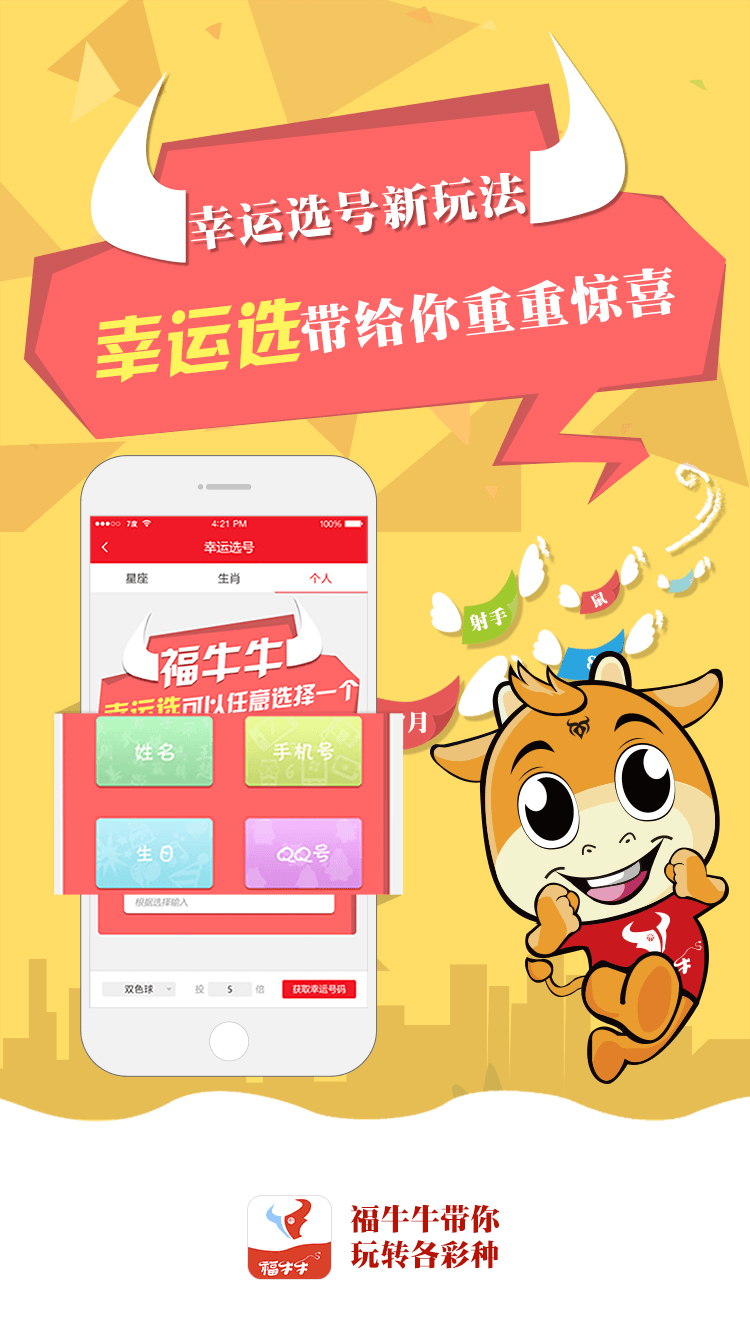 幸运选号新玩法
幸运选带给你重重惊喜
7度
4:21 PM
100%
幸运选号
星座
生肖
个人
福牛牛
幸运选可以任意选择一个
姓名
手机号
生日
QQ号
根据选择输入
双色球
投
5
倍
获取幸运号码
射手
鼠
8
月
牛
福牛牛
福牛牛带你
玩转各彩种